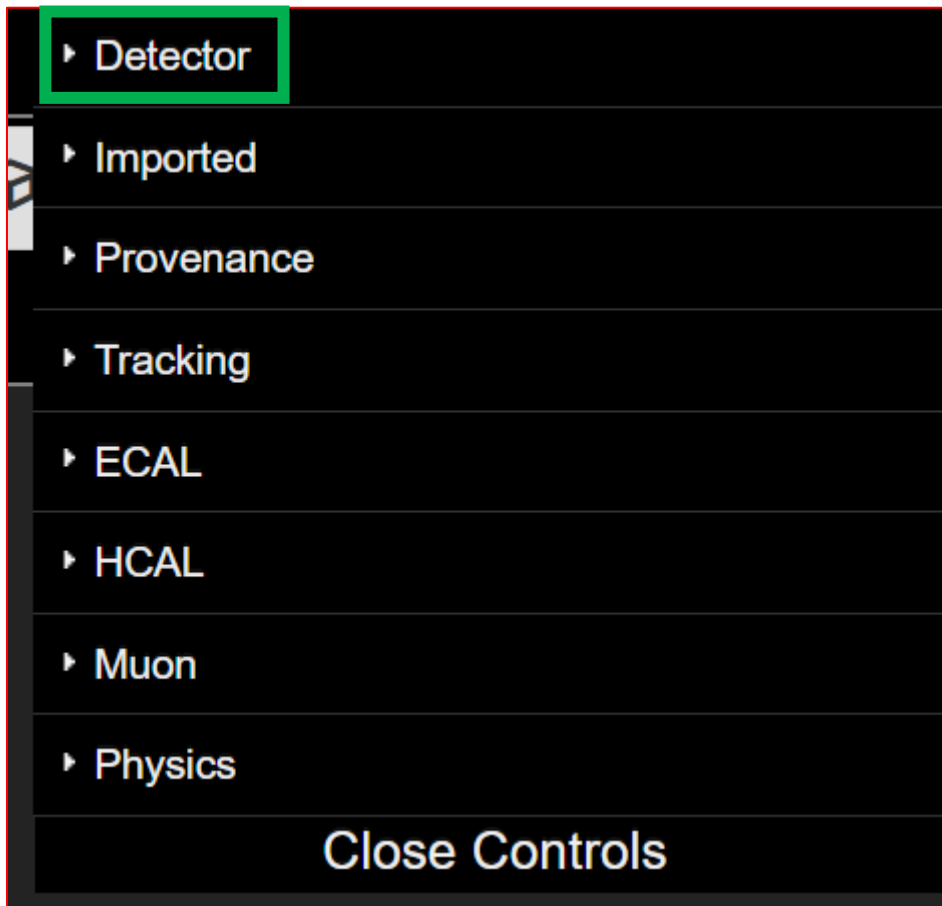 Detector
Imported
Provenance
Tracking
ECAL
HCAL
Muon
Physics
Close Controls